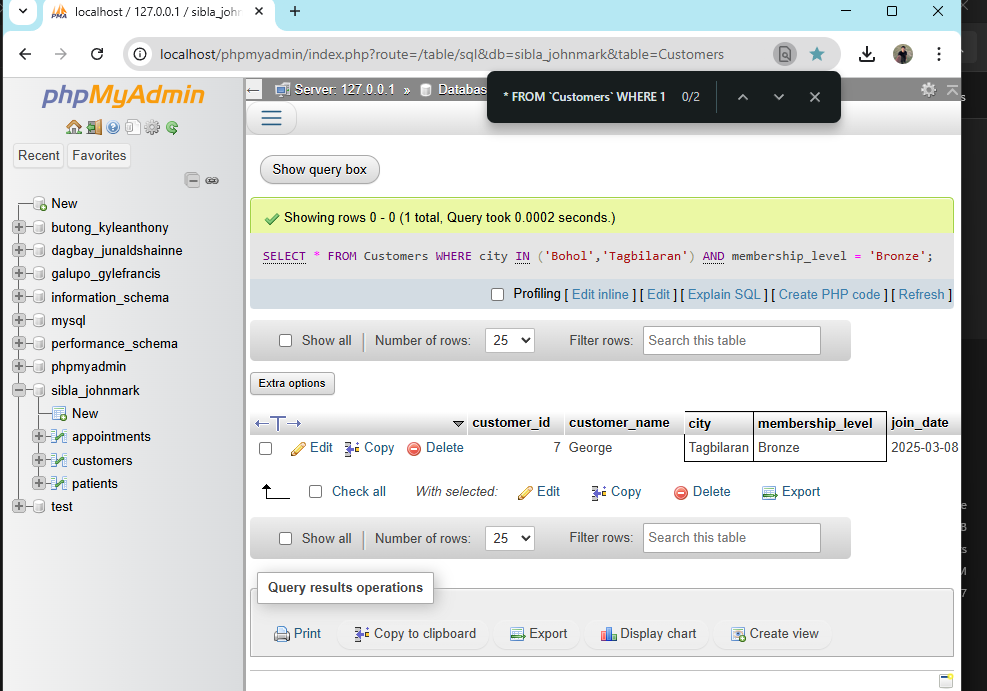 localhost / 127.0.0.1 / sibla_john
localhost/phpmyadmin/index.php?route=/table/sql&db=sibla_johnmark&table=Customers
phpMyAdmin
Recent Favorites
New
butong_kyleanthony
dagbay_junaldshainne
galupo_gylefrancis
information_schema
mysql
performance_schema
phpmyadmin
sibla_johnmark
New
appointments
customers
patients
test
Server: 127.0.0.1 » Databas
* FROM `Customers` WHERE 1 0/2
Show query box
Showing rows 0 - 0 (1 total, Query took 0.0002 seconds.)
SELECT * FROM Customers WHERE city IN ('Bohol','Tagbilaran') AND membership_level = 'Bronze';
Profiling [ Edit inline ] [ Edit ] [ Explain SQL ] [ Create PHP code ] [ Refresh ]
Show all | Number of rows: 25 Filter rows: Search this table
Extra options
customer_id customer_name city membership_level join_date
Edit Copy Delete 7 George Tagbilaran Bronze 2025-03-08
Check all With selected: Edit Copy Delete Export
Show all | Number of rows: 25 Filter rows: Search this table
Query results operations
Print Copy to clipboard Export Display chart Create view